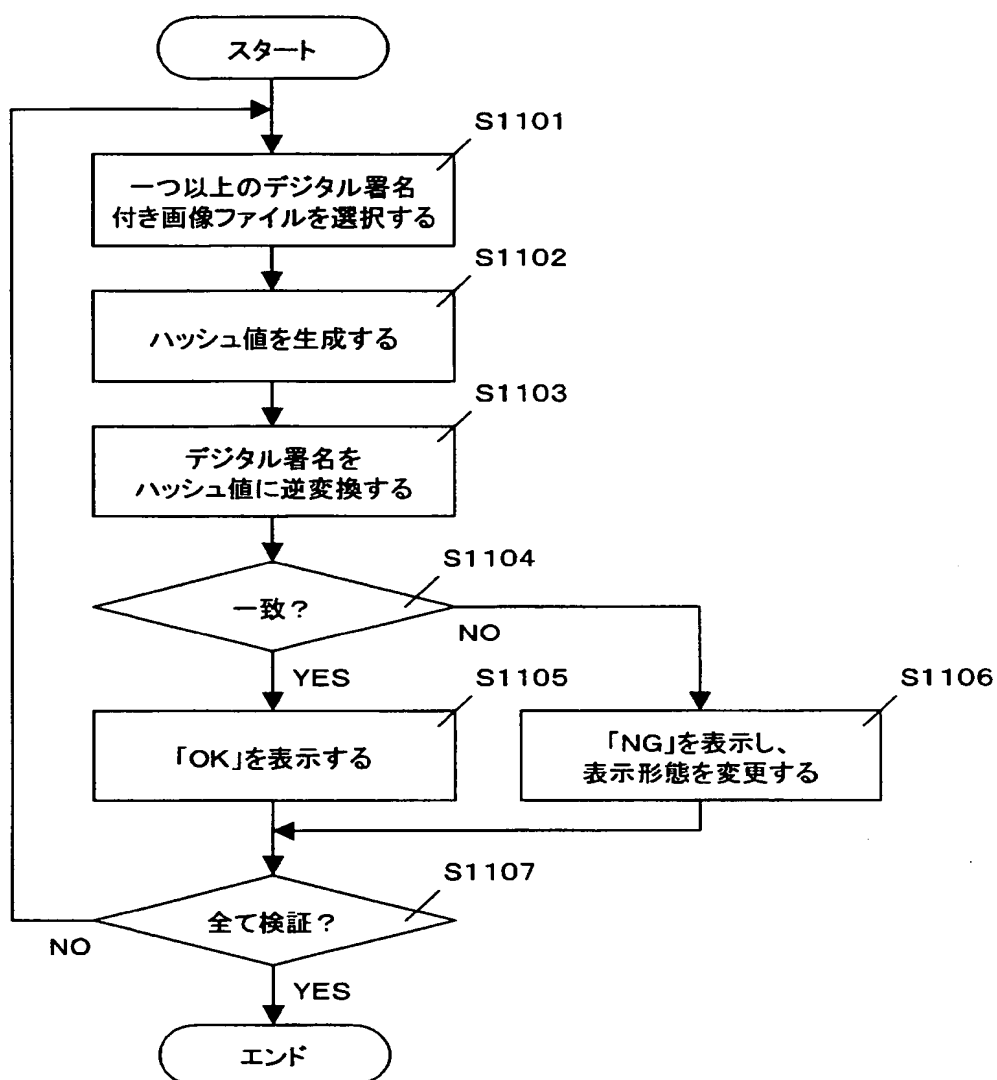 スタート
S1101
一つ以上のデジタル署名
付き画像ファイルを選択する
S1102
ハッシュ値を生成する
S1103
デジタル署名を
ハッシュ値に逆変換する
S1104
一致?
NO
YES
S1105
「OK」を表示する
S1106
「NG」を表示し、
表示形態を変更する
S1107
全て検証?
NO
YES
エンド